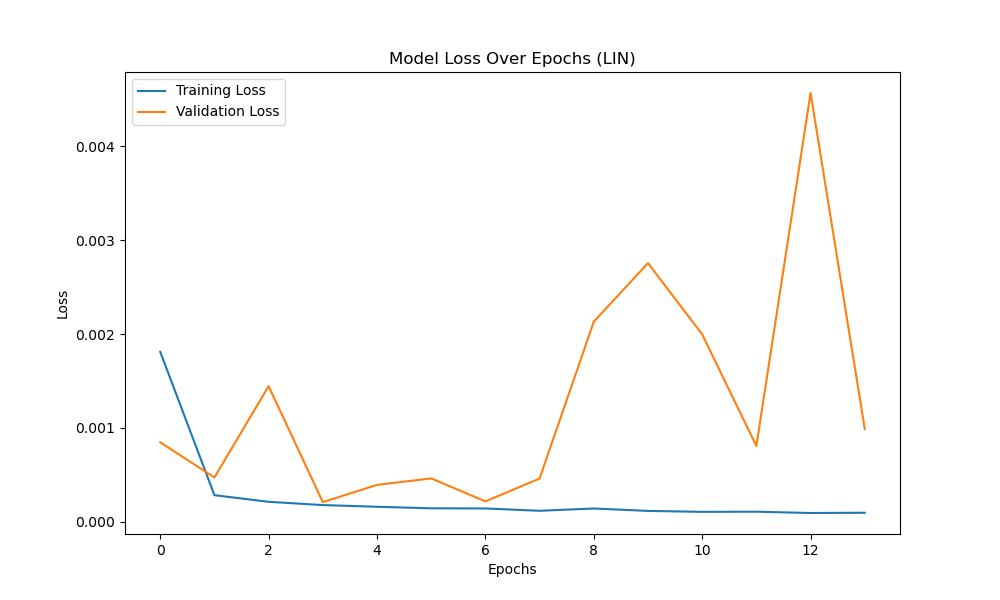 Model Loss Over Epochs (LIN)
Training Loss
Validation Loss
0.004
0.003
0.002
0.001
0.000
Loss
0 2 4 6 8 10 12
Epochs